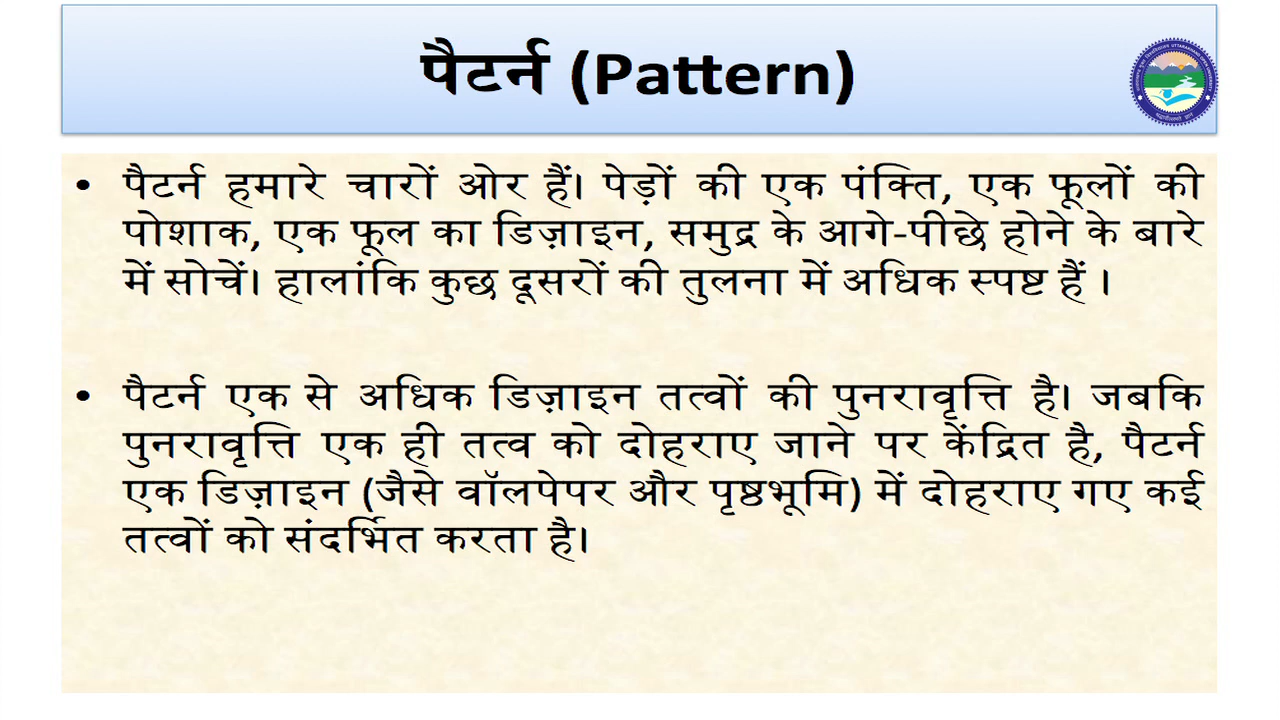 पैटर्न (Pattern)
• पैटर्न हमारे चारों ओर हैं। पेड़ों की एक पंक्ति, एक फूलों की
पोशाक, एक फूल का डिज़ाइन, समुद्र के आगे-पीछे होने के बारे
में सोचें। हालांकि कुछ दूसरों की तुलना में अधिक स्पष्ट हैं ।
• पैटर्न एक से अधिक डिज़ाइन तत्वों की पुनरावृत्ति है। जबकि
पुनरावृत्ति एक ही तत्व को दोहराए जाने पर केंद्रित है, पैटर्न
एक डिज़ाइन (जैसे वॉलपेपर और पृष्ठभूमि) में दोहराए गए कई
तत्वों को संदर्भित करता है।